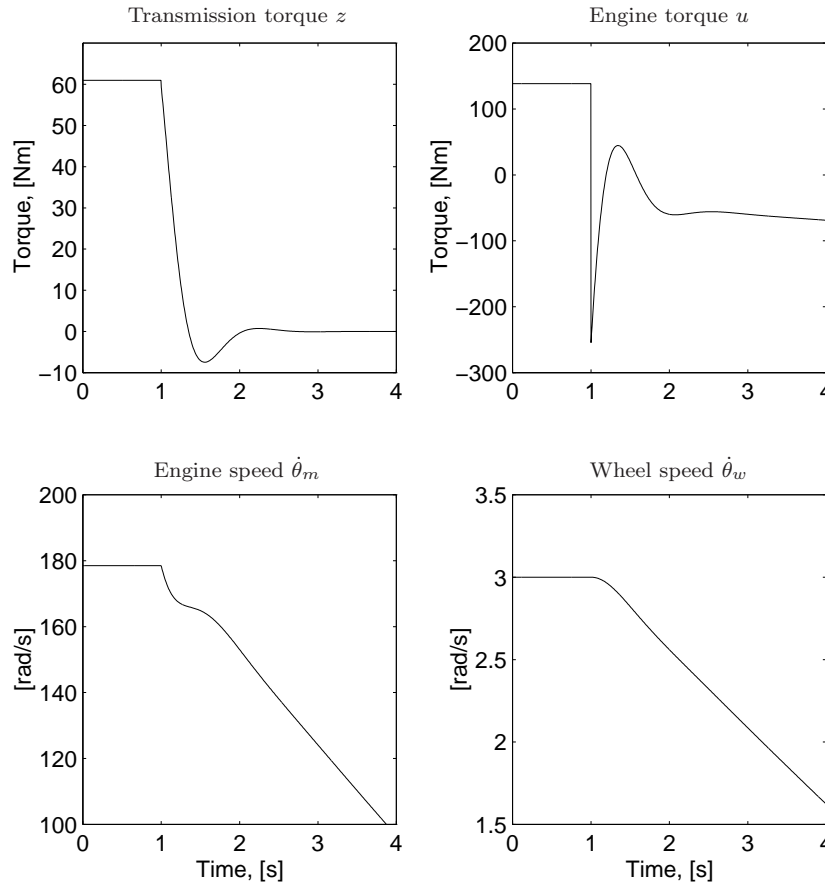 Transmission torque z
Engine torque u
Torque, [Nm]
60
50
40
30
20
10
0
−10
0 1 2 3 4
Torque, [Nm]
200
100
0
−100
−200
−300
0 1 2 3 4
Engine speed θ̇m
Wheel speed θ̇w
[rad/s]
200
180
160
140
120
100
0 1 2 3 4
Time, [s]
[rad/s]
3.5
3
2.5
2
1.5
0 1 2 3 4
Time, [s]